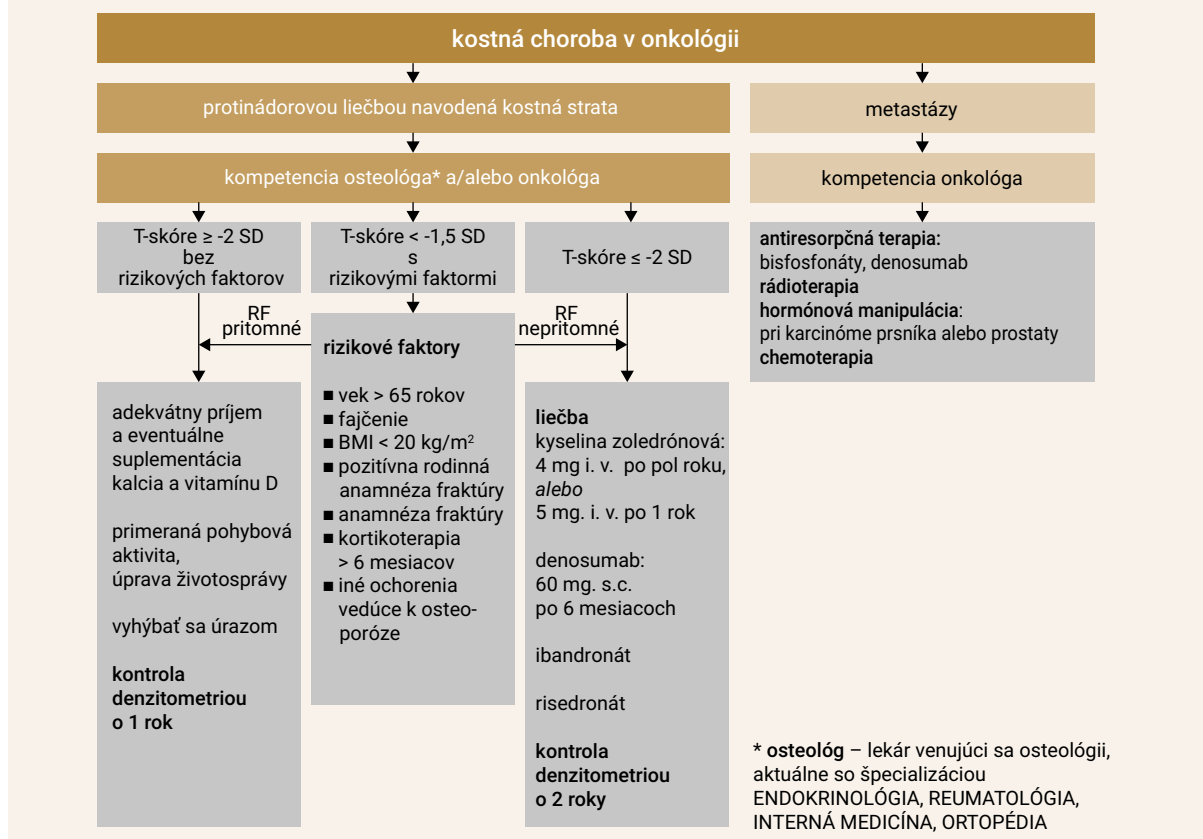 kostná choroba v onkológii
protinádorovou liečbou navodená kostná strata
metastázy
kompetencia osteológa* a/alebo onkológa
kompetencia onkológa
T-skóre ≥ -2 SD
bez
rizikových faktorov
T-skóre < -1,5 SD
s
rizikovými faktormi
T-skóre ≤ -2 SD
antiresorpčná terapia:
bisfosfonáty, denosumab
rádioterapia
hormónová manipulácia:
pri karcinóme prsníka alebo prostaty
chemoterapia
RF
pritomné
RF
nepritomné
rizikové faktory
■ vek > 65 rokov
■ fajčenie
■ BMI < 20 kg/m²
■ pozitívna rodinná
anamnéza fraktúry
■ anamnéza fraktúry
■ kortikoterapia
> 6 mesiacov
■ iné ochorenia
vedúce k osteo-
poróze
adekvátny príjem
a eventuálne
suplementácia
kalcia a vitamínu D
primeraná pohybová
aktivita,
úprava životosprávy
vyhýbať sa úrazom
kontrola
denzitometriou
o 1 rok
liečba
kyselina zoledrónová:
4 mg i. v. po pol roku,
alebo
5 mg. i. v. po 1 rok
denosumab:
60 mg. s.c.
po 6 mesiacoch
ibandronát
risedronát
kontrola
denzitometriou
o 2 roky
* osteológ – lekár venujúci sa osteológii,
aktuálne so špecializáciou
ENDOKRINOLÓGIA, REUMATOLÓGIA,
INTERNÁ MEDICÍNA, ORTOPÉDIA